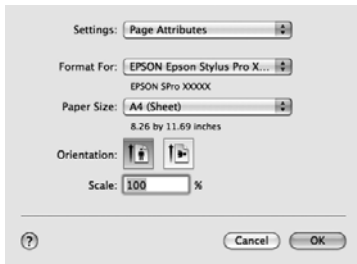 Settings: Page Attributes
Format For: EPSON Epson Stylus Pro X...
EPSON SPro XXXXX
Paper Size: A4 (Sheet)
8.26 by 11.69 inches
Orientation:
Scale: 100 %
? Cancel OK